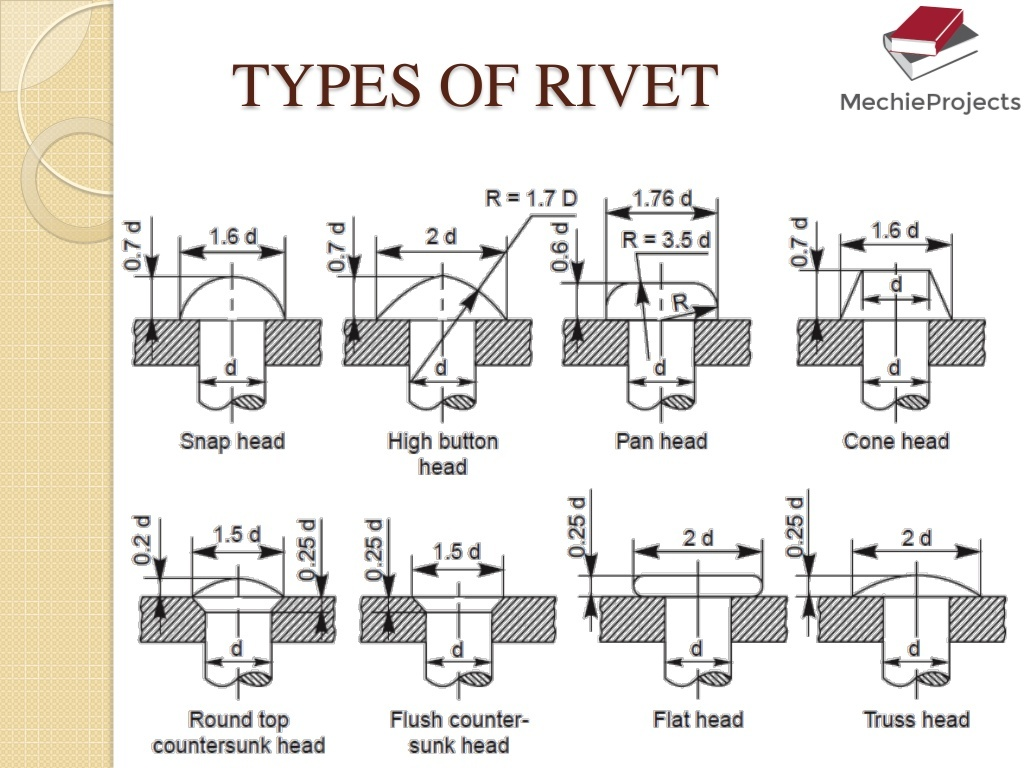 TYPES OF RIVET
MechieProjects
0.7 d
1.6 d
0.7 d
2 d
R = 1.7 D
0.6 d
1.76 d
R = 3.5 d
R
0.7 d
1.6 d
d
d
d
d
d
Snap head
High button
head
Pan head
Cone head
0.2 d
1.5 d
0.25 d
0.25 d
1.5 d
0.25 d
2 d
0.25 d
2 d
d
d
d
d
Round top
countersunk head
Flush counter-
sunk head
Flat head
Truss head